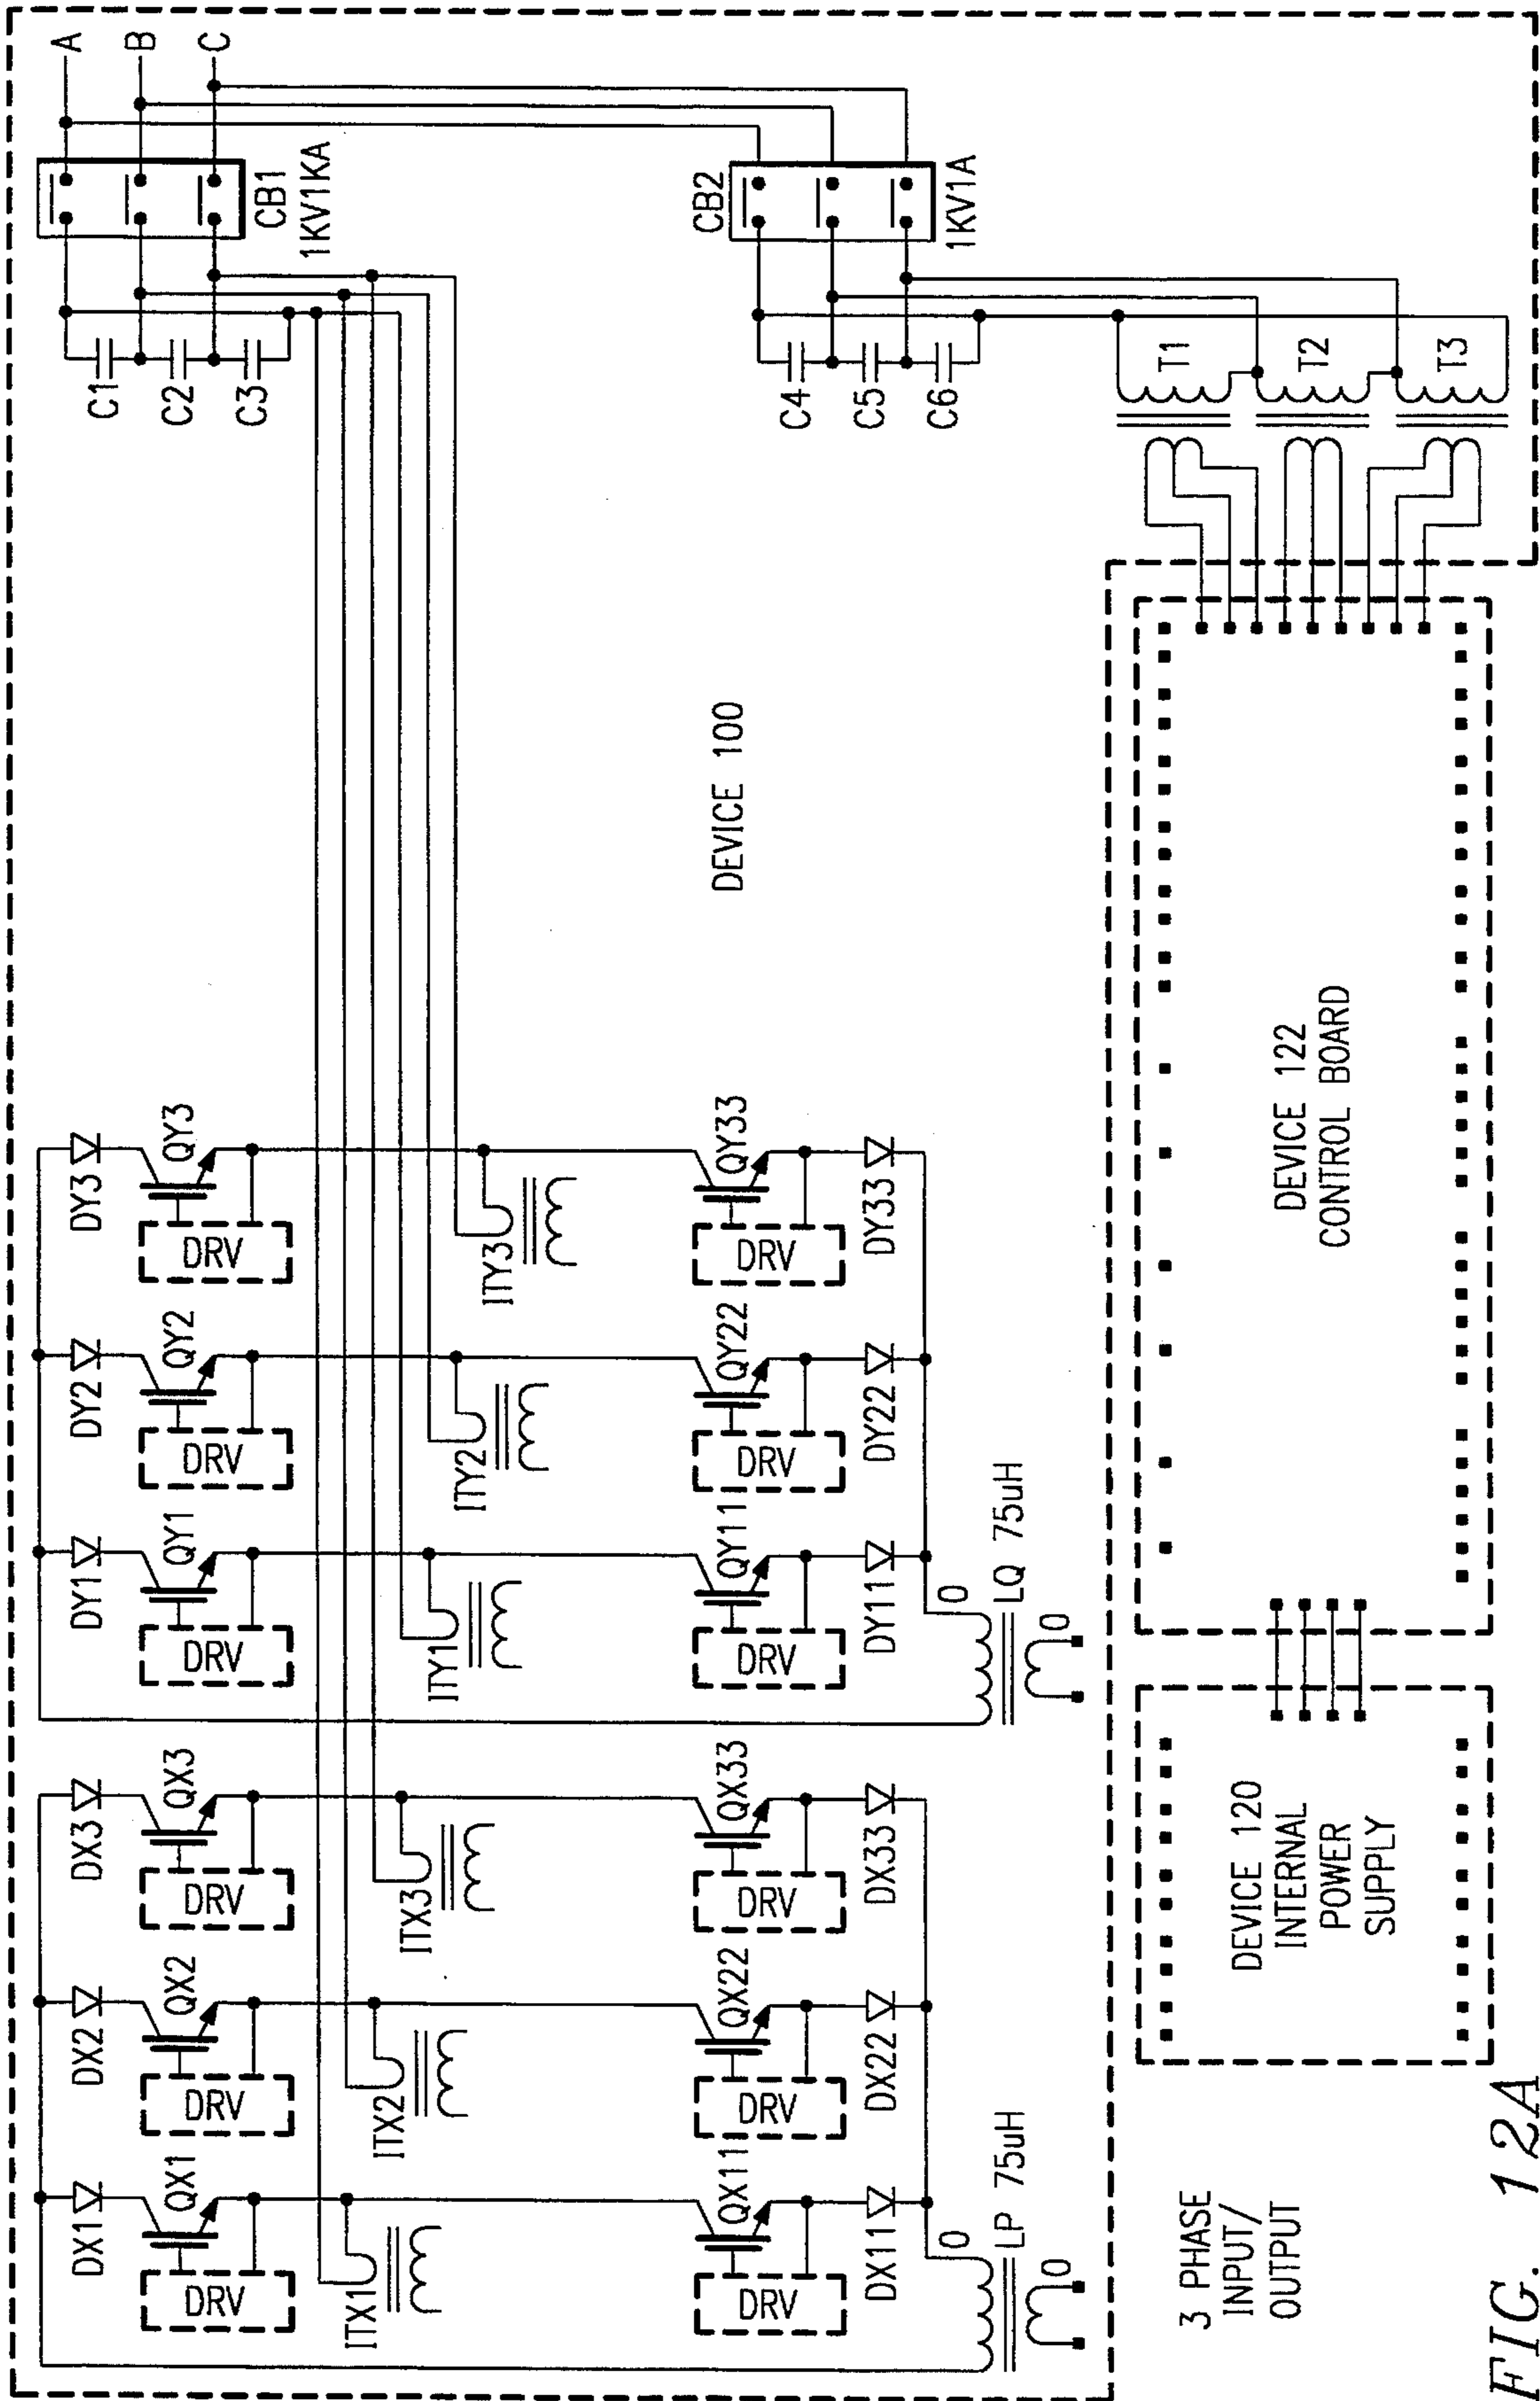 A
B
C
CB1
1KV1KA
C1
C2
C3
CB2
1KV1A
C4
C5
C6
T1
T2
T3
DEVICE 100
DX1
DX2
DX3
DY1
DY2
DY3
QX1
QX2
QX3
QY1
QY2
QY3
DRV
DRV
DRV
DRV
DRV
DRV
ITX1
ITX2
ITX3
ITY1
ITY2
ITY3
QX11
QX22
QX33
QY11
QY22
QY33
DRV
DRV
DRV
DRV
DRV
DRV
DX11
DX22
DX33
DY11
DY22
DY33
O
LP 75uH
O
O
LQ 75uH
O
3 PHASE
INPUT/
OUTPUT
DEVICE 120
INTERNAL
POWER
SUPPLY
DEVICE 122
CONTROL BOARD
FIG. 12A